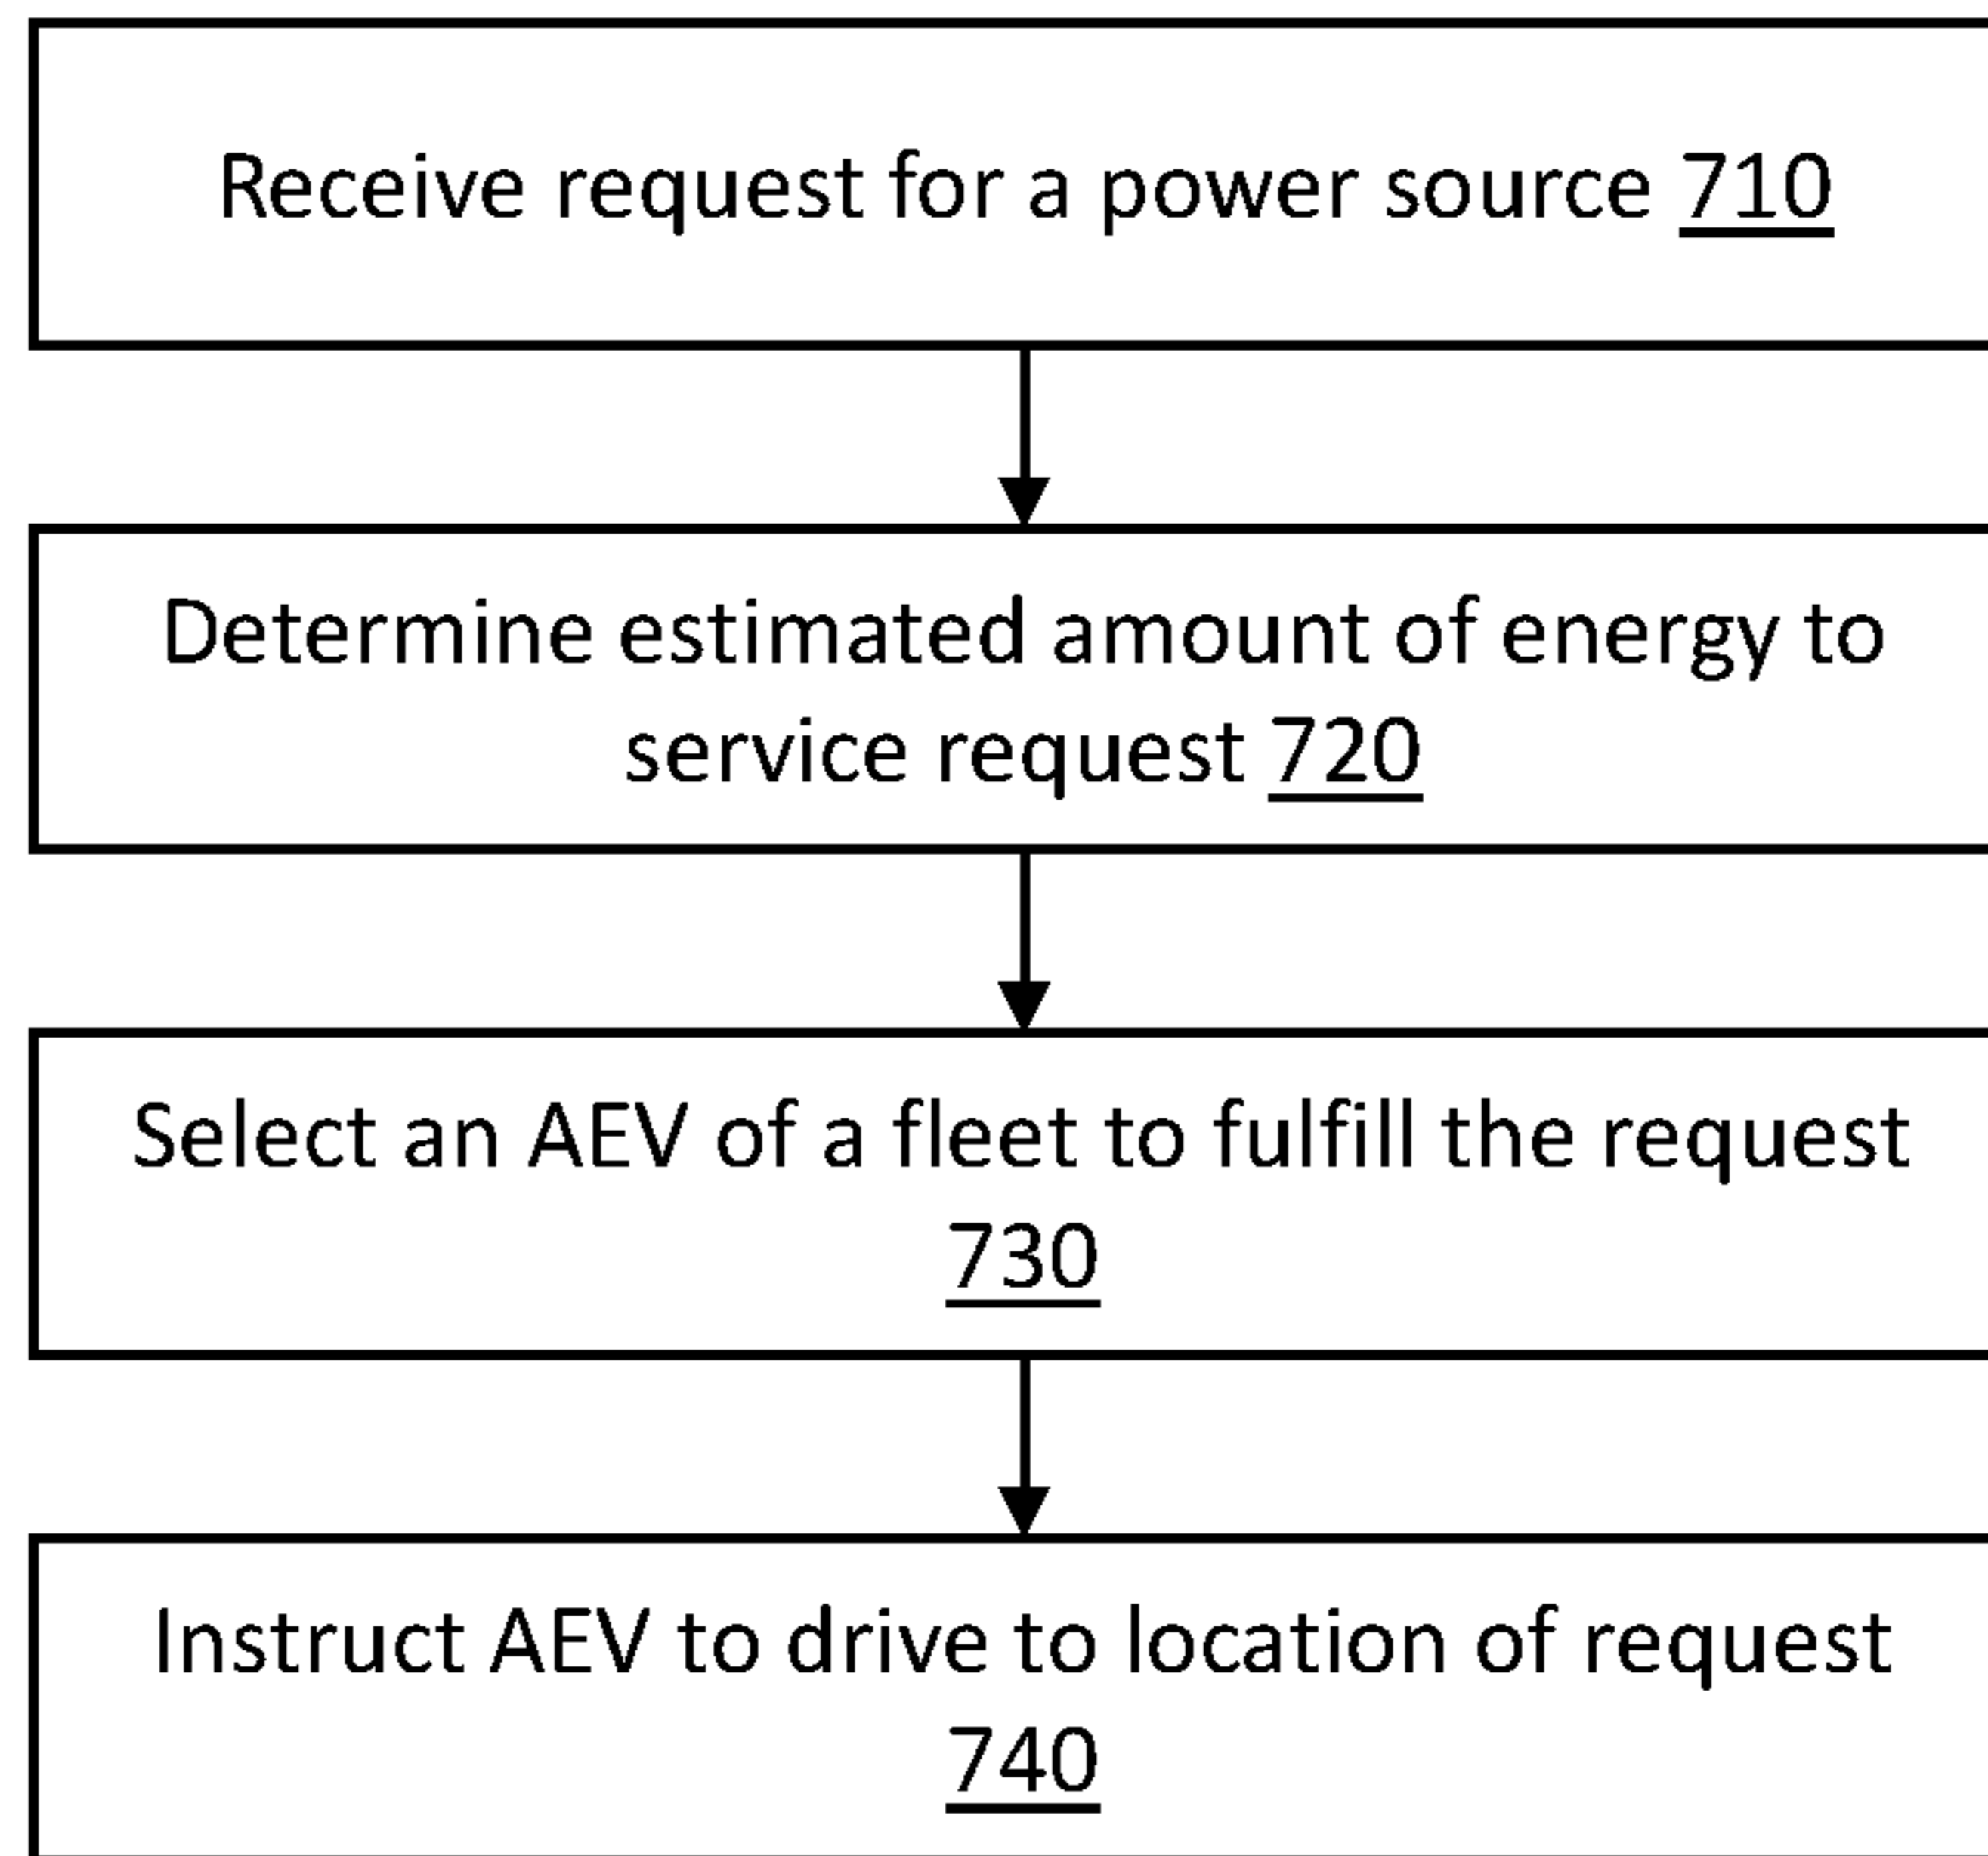 Receive request for a power source 710
Determine estimated amount of energy to
service request 720
Select an AEV of a fleet to fulfill the request
730
Instruct AEV to drive to location of request
740